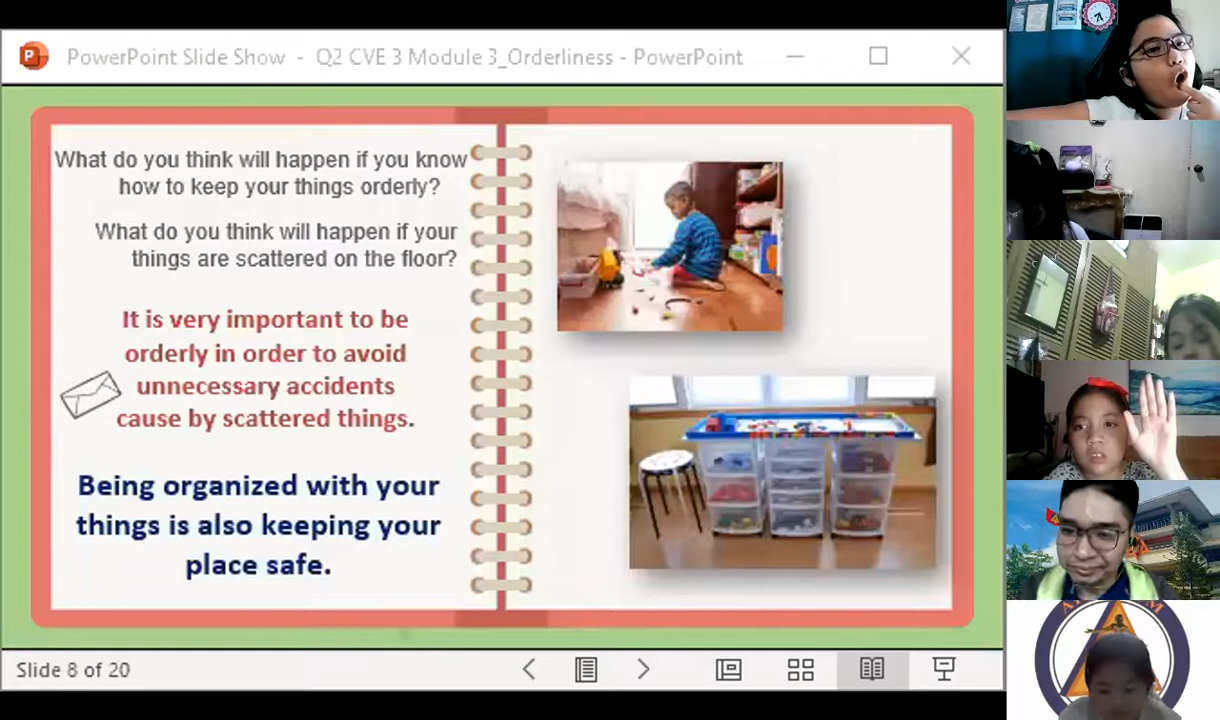 PowerPoint Slide Show - Q2 CVE 3 Module 3_Orderliness - PowerPoint
What do you think will happen if you know
how to keep your things orderly?
What do you think will happen if your
things are scattered on the floor?
It is very important to be
orderly in order to avoid
unnecessary accidents
cause by scattered things.
Being organized with your
things is also keeping your
place safe.
Slide 8 of 20